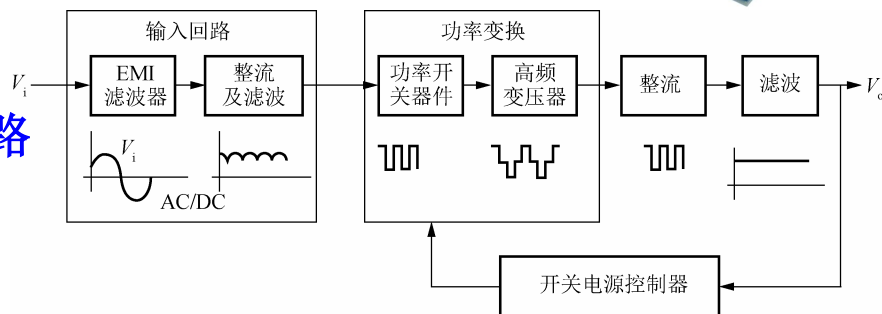 输入回路
功率变换
Vi
EMI
滤波器
整流
及滤波
功率开
关器件
高频
变压器
整流
滤波
Vo
路
Vi
AC/DC
开关电源控制器